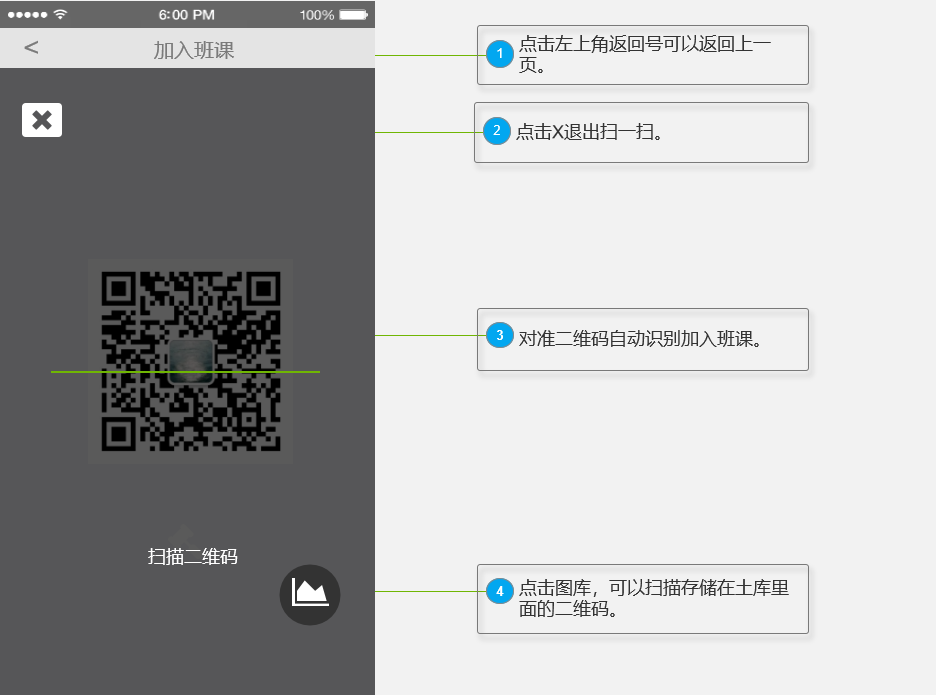 6:00 PM 100%
< 加入班课
1 点击左上角返回号可以返回上一
页。
2 点击X退出扫一扫。
3 对准二维码自动识别加入班课。
扫描二维码
4 点击图库，可以扫描存储在土库里
面的二维码。